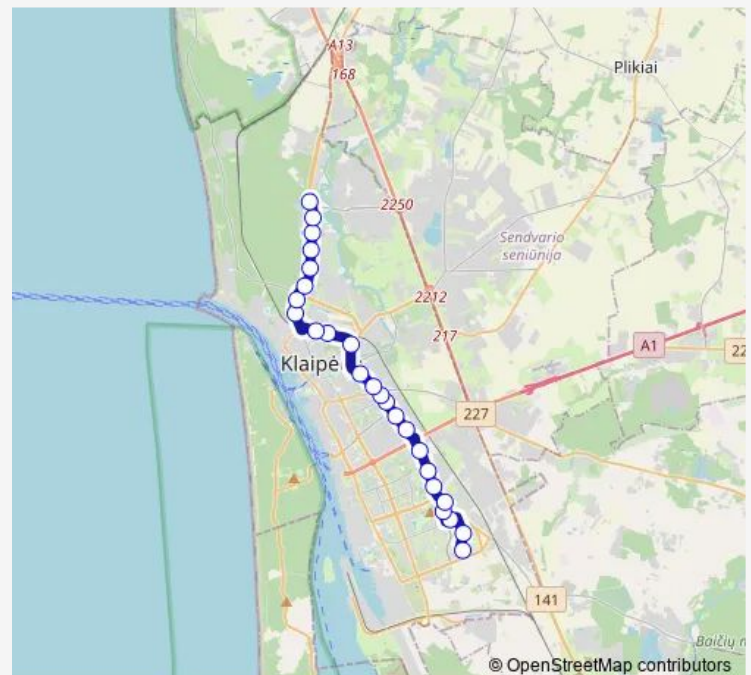 A13
168
Plikiai
2250
Sendvario
seniūnija
2212
217
A1
22
Klaipė
227
141
Baičių
© OpenStreetMap contributors